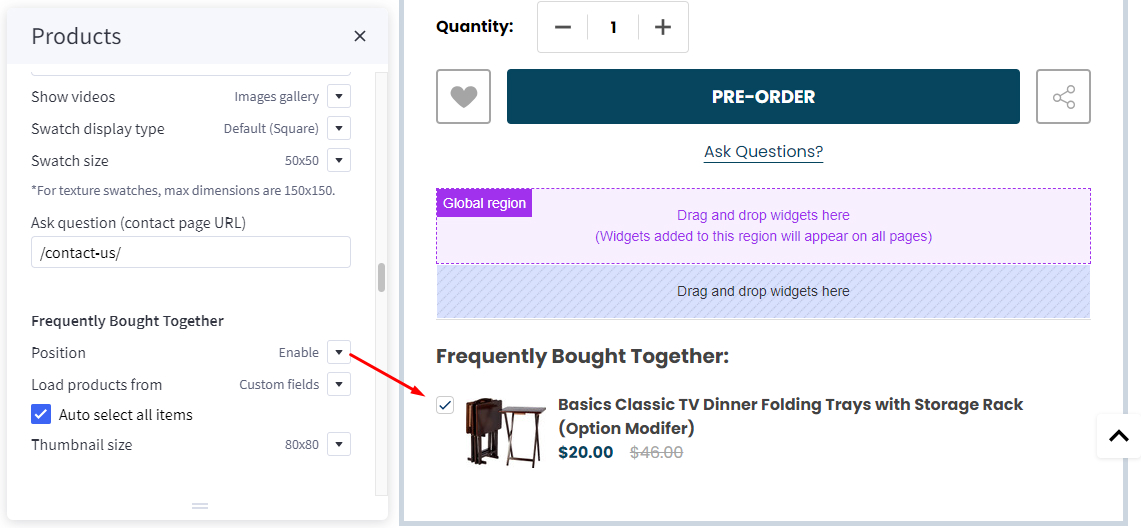 Products
Show videos
Images gallery
Swatch display type
Default (Square)
Swatch size
50x50
*For texture swatches, max dimensions are 150x150.
Ask question (contact page URL)
/contact-us/
Frequently Bought Together
Position
Enable
Load products from
Custom fields
Auto select all items
Thumbnail size
80x80
Quantity:
1
PRE-ORDER
Ask Questions?
Global region
Drag and drop widgets here
(Widgets added to this region will appear on all pages)
Drag and drop widgets here
Frequently Bought Together:
Basics Classic TV Dinner Folding Trays with Storage Rack
(Option Modifer)
$20.00 $46.00